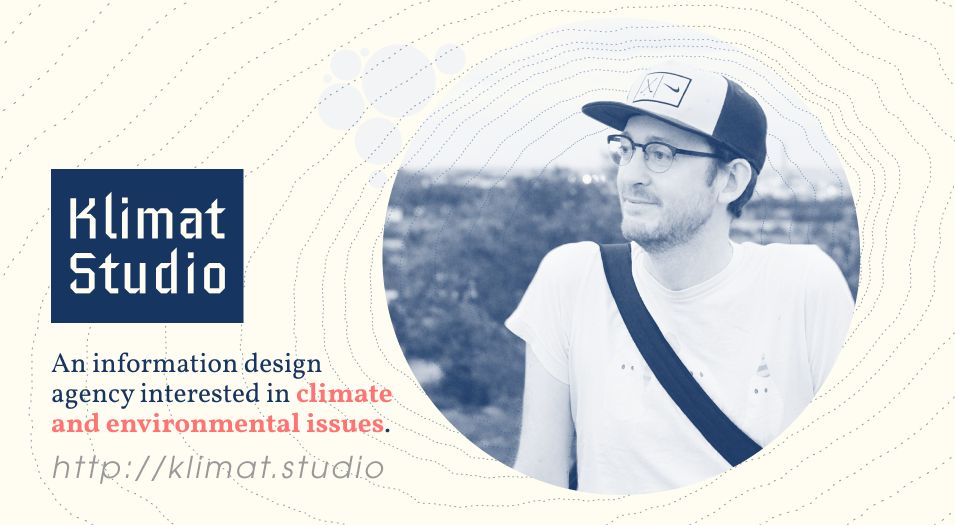 Klimat
Studio
An information design
agency interested in climate
and environmental issues.
http://klimat.studio